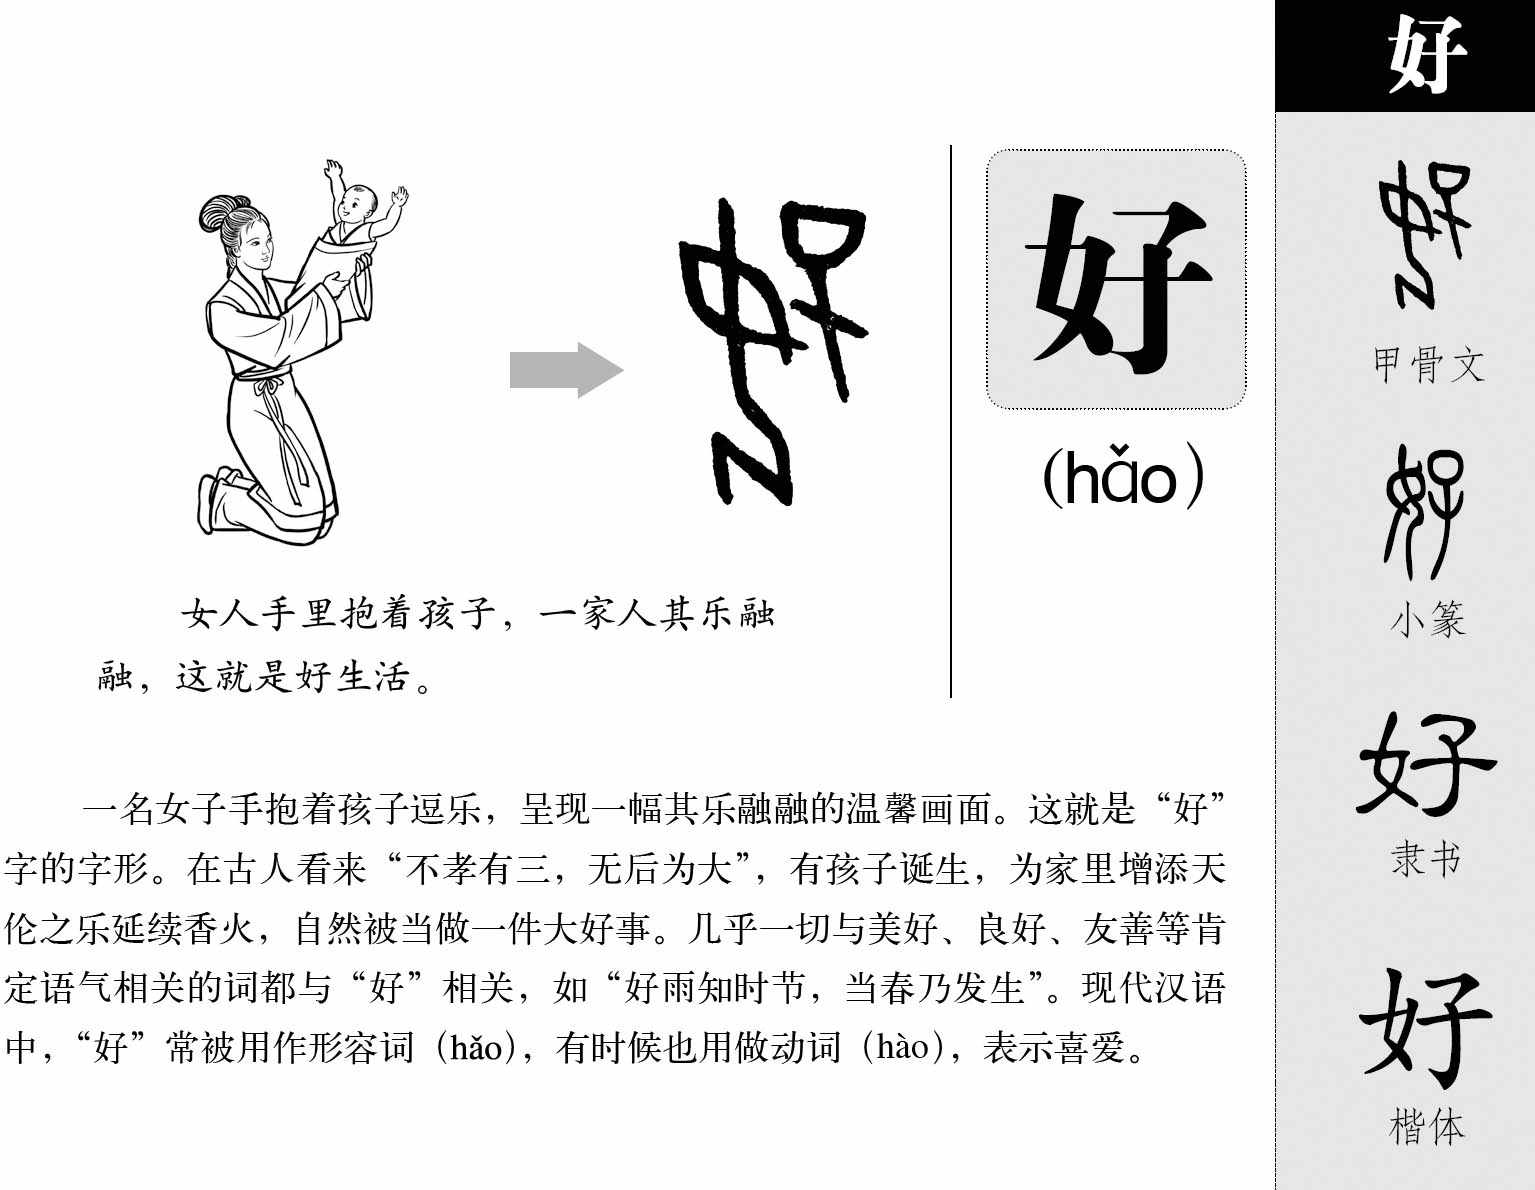 好
(hǎo)
女人手里抱着孩子，一家人其乐融
融，这就是好生活。
一名女子手抱着孩子逗乐，呈现一幅其乐融融的温馨画面。这就是“好”
字的字形。在古人看来“不孝有三，无后为大”，有孩子诞生，为家里增添天
伦之乐延续香火，自然被当做一件大好事。几乎一切与美好、良好、友善等肯
定语气相关的词都与“好”相关，如“好雨知时节，当春乃发生”。现代汉语
中，“好”常被用作形容词（hǎo），有时候也用做动词（hào），表示喜爱。
好
好
甲骨文
好
小篆
好
隶书
好
楷体